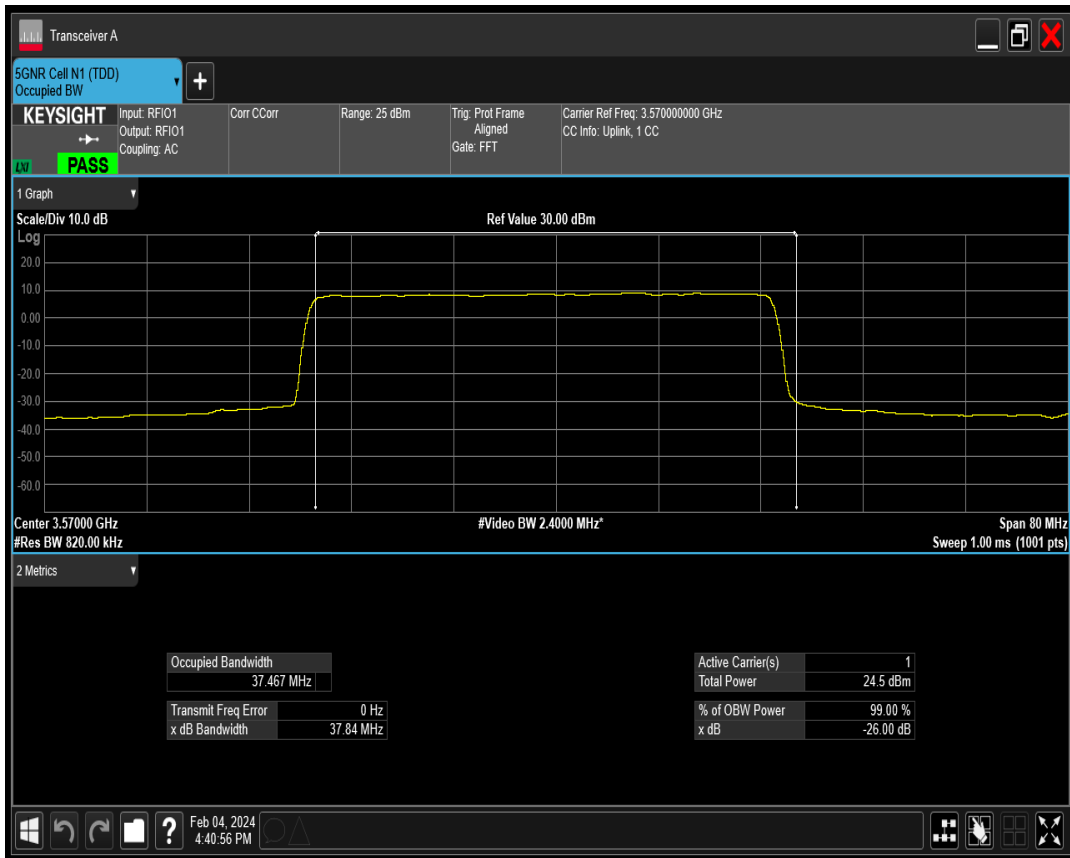 Transceiver A
5GNR Cell N1 (TDD)
Occupied BW
+
KEYSIGHT
LXI
PASS
Input: RFIO1
Output: RFIO1
Coupling: AC
Corr CCorr
Range: 25 dBm
Trig: Prot Frame
Aligned
Gate: FFT
Carrier Ref Freq: 3.570000000 GHz
CC Info: Uplink, 1 CC
1 Graph
Scale/Div 10.0 dB
Ref Value 30.00 dBm
Log
20.0
10.0
0.00
-10.0
-20.0
-30.0
-40.0
-50.0
-60.0
Center 3.57000 GHz
#Video BW 2.4000 MHz*
Span 80 MHz
#Res BW 820.00 kHz
Sweep 1.00 ms (1001 pts)
2 Metrics
Occupied Bandwidth
37.467 MHz
Transmit Freq Error 0 Hz
x dB Bandwidth 37.84 MHz
Active Carrier(s) 1
Total Power 24.5 dBm
% of OBW Power 99.00 %
x dB -26.00 dB
?
Feb 04, 2024
4:40:56 PM